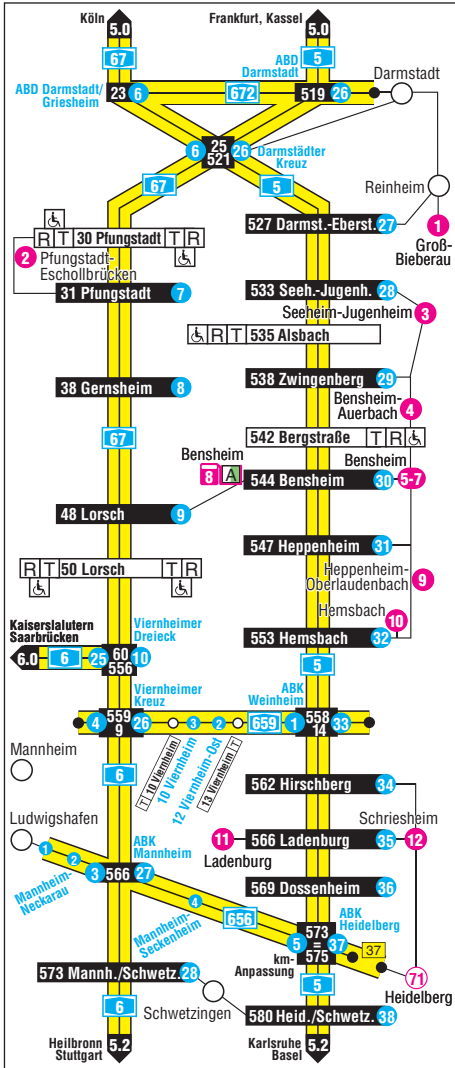 Köln
Frankfurt, Kassel
5.0
5.0
67
5
ABD Darmstadt/
Griesheim
ABD
Darmstadt
Darmstadt
23
6
672
519
26
6
25
521
26
Darmstädter
Kreuz
67
5
Reinheim
527 Darmst.-Eberst.
27
1
Groß-
Bieberau
R T 30 Pfungstadt T R
2
Pfungstadt-
Eschollbrücken
31 Pfungstadt
7
533 Seeh.-Jugenh.
28
Seeheim-Jugenheim
3
R T 535 Alsbach
38 Gernsheim
8
538 Zwingenberg
29
Bensheim-
Auerbach
4
67
542 Bergstraße T R
Bensheim
8
A
Bensheim
544 Bensheim
30
5-7
48 Lorsch
9
547 Heppenheim
31
Heppenheim-
Oberlaudenbach
9
R T 50 Lorsch T R
Hemsbach
10
553 Hemsbach
32
Kaiserslautern
Saarbrücken
Viernheimer
Dreieck
6.0
6
25
60
556
10
5
Viernheimer
Kreuz
ABK
Weinheim
4
559
9
26
3
2
659
1
558
14
33
T 10 Viernheim
10 Viernheim
12 Viernheim-Ost
13 Viernheim T
Mannheim
6
562 Hirschberg
34
Ludwigshafen
Schriesheim
11
Ladenburg
566 Ladenburg
35
12
1
2
ABK
Mannheim
3
566
27
Mannheim-
Neckarau
569 Dossenheim
36
4
Mannheim-
Seckenheim
656
5
573
=
575
37
ABK
Heidelberg
37
km-
Anpassung
573 Mannh./Schwetz.
28
5
71
Heidelberg
6
Schwetzingen
580 Heid./Schwetz.
38
5.2
5.2
Heilbronn
Stuttgart
Karlsruhe
Basel